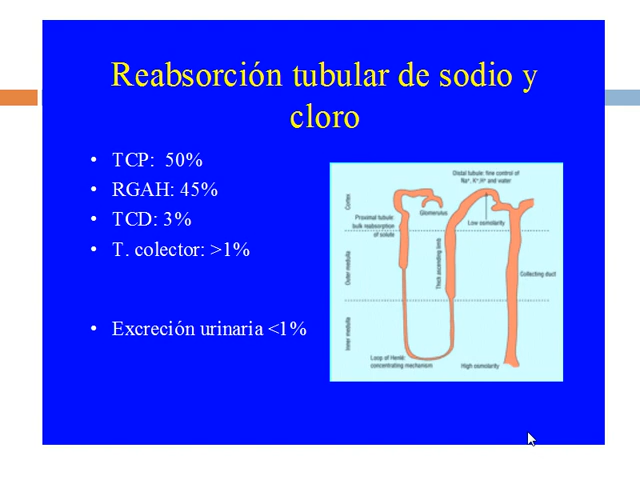 Reabsorción tubular de sodio y
cloro
• TCP: 50%
• RGAH: 45%
• TCD: 3%
• T. colector: >1%
• Excreción urinaria <1%
Distal tubule: fine control of
Na⁺, K⁺,H⁺ and water
Cortex
Glomerulus
Proximal tubule
bulk reabsorption
of solute
Low osmolarity
Outer medulla
Thick ascending limb
Collecting duct
Inner medulla
Loop of Henlé
concentrating mechanism
High osmolarity